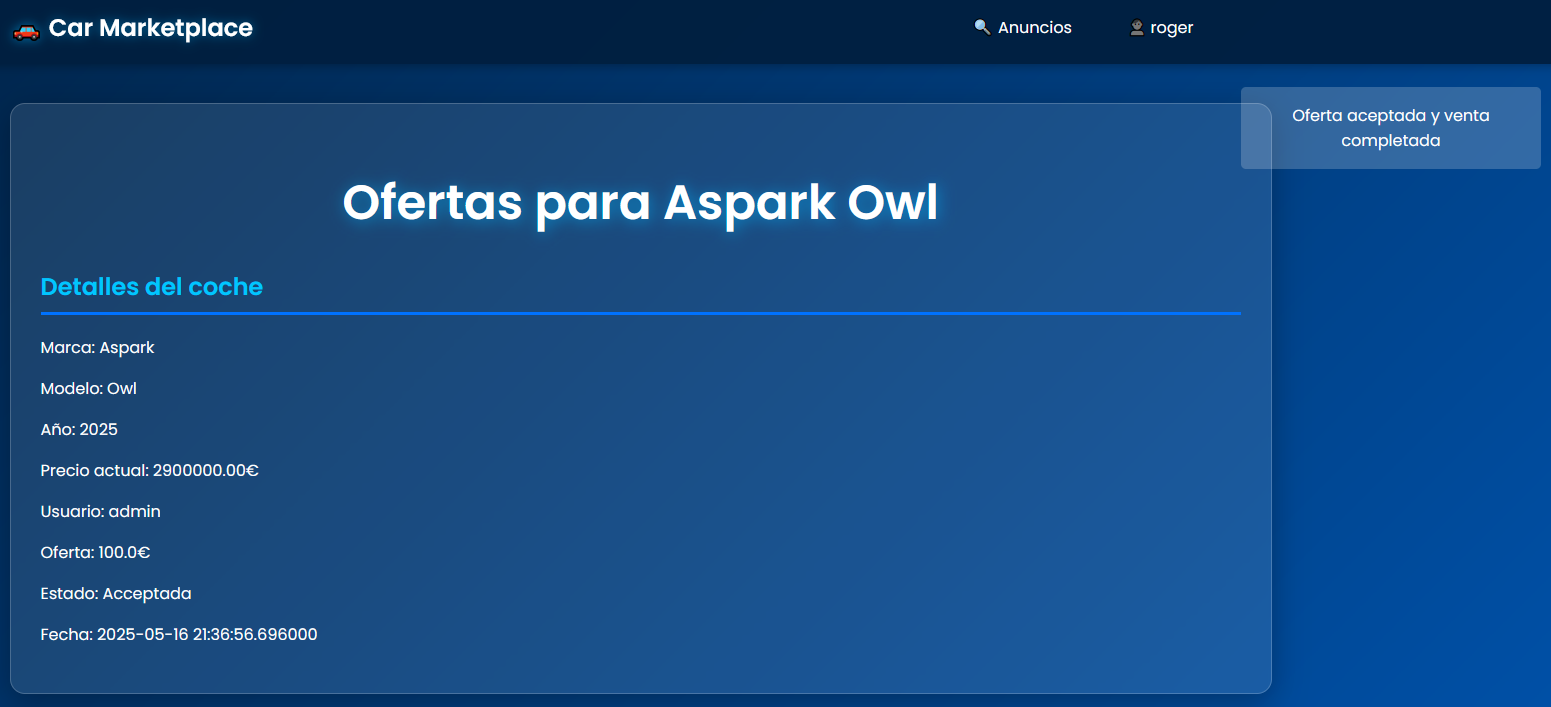 Car Marketplace
Anuncios
roger
Oferta aceptada y venta
completada
Ofertas para Aspark Owl
Detalles del coche
Marca: Aspark
Modelo: Owl
Año: 2025
Precio actual: 2900000.00€
Usuario: admin
Oferta: 100.0€
Estado: Acceptada
Fecha: 2025-05-16 21:36:56.696000